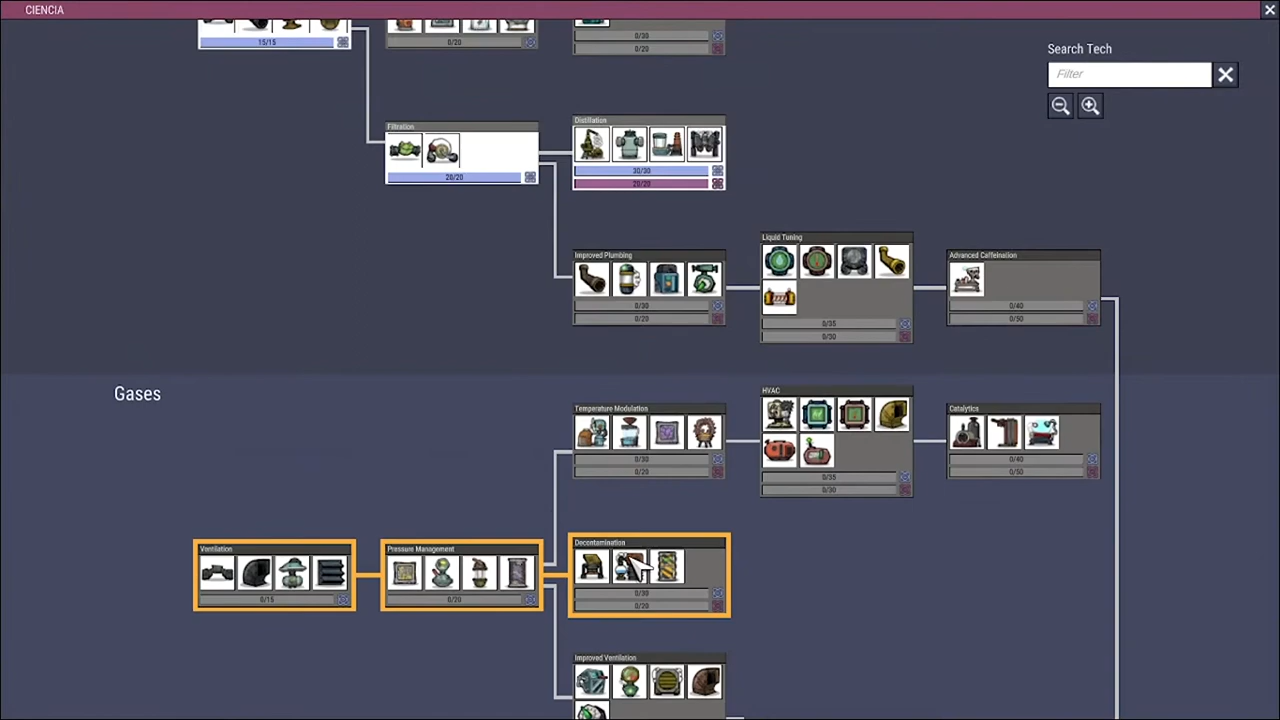 CIENCIA
Search Tech
Filter
15/15
0/20
0/30
0/20
Filtration
20/20
Distillation
30/30
20/20
Improved Plumbing
0/30
0/20
Liquid Tuning
0/35
0/30
Advanced Caffeination
0/40
0/50
Gases
Temperature Modulation
0/30
0/20
HVAC
0/35
0/30
Catalytics
0/40
0/50
Ventilation
0/15
Pressure Management
0/20
Decontamination
0/30
0/20
Improved Ventilation